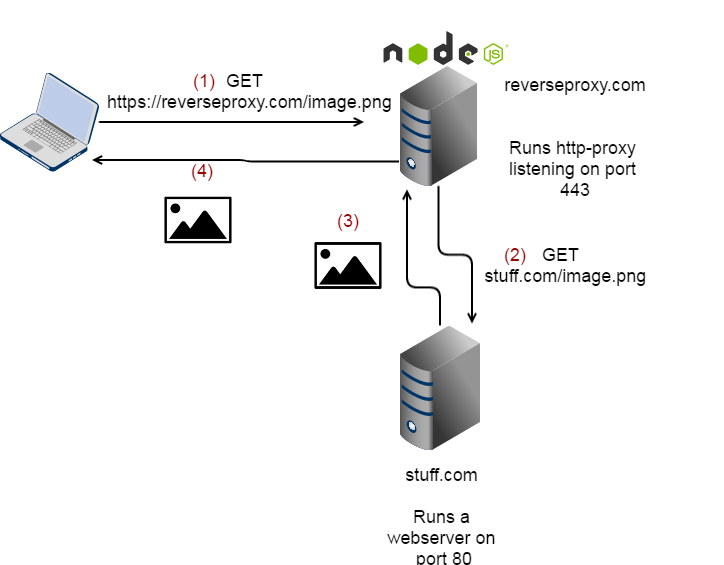 node
JS
(1) GET
https://reverseproxy.com/image.png
reverseproxy.com
Runs http-proxy
listening on port
443
(4)
(3)
(2) GET
stuff.com/image.png
stuff.com
Runs a
webserver on
port 80